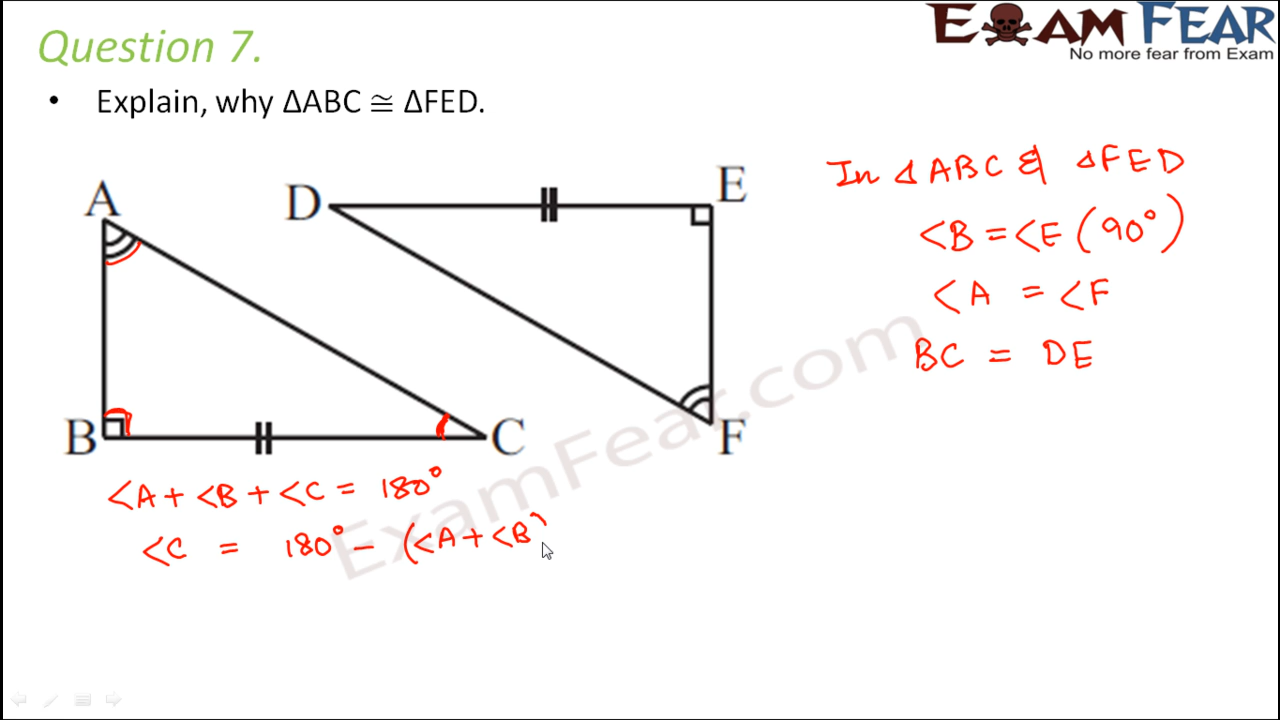 Question 7.
EXAM FEAR
No more fear from Exam
• Explain, why ΔABC ≅ ΔFED.
In Δ ABC & ΔFED
<B = <E (90°)
<A = <F
BC = DE
A
D
E
B
C
F
<A + <B + <C = 180°
<C = 180° - (<A + <B)
ExamFear.com